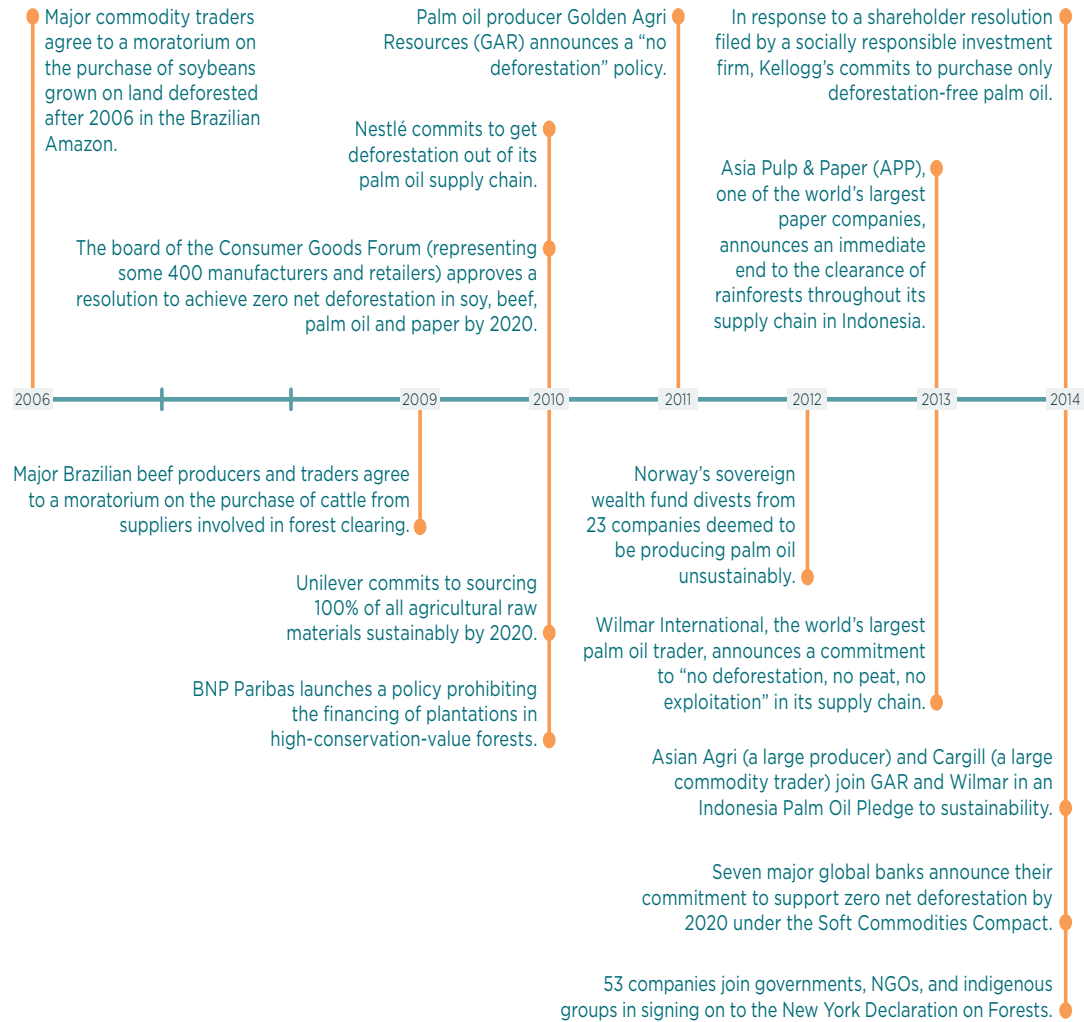 Major commodity traders
agree to a moratorium on
the purchase of soybeans
grown on land deforested
after 2006 in the Brazilian
Amazon.
Palm oil producer Golden Agri
Resources (GAR) announces a “no
deforestation” policy.
In response to a shareholder resolution
filed by a socially responsible investment
firm, Kellogg’s commits to purchase only
deforestation-free palm oil.
Nestlé commits to get
deforestation out of its
palm oil supply chain.
Asia Pulp & Paper (APP),
one of the world’s largest
paper companies,
announces an immediate
end to the clearance of
rainforests throughout its
supply chain in Indonesia.
The board of the Consumer Goods Forum (representing
some 400 manufacturers and retailers) approves a
resolution to achieve zero net deforestation in soy, beef,
palm oil and paper by 2020.
2006 2009 2010 2011 2012 2013 2014
Major Brazilian beef producers and traders agree
to a moratorium on the purchase of cattle from
suppliers involved in forest clearing.
Norway’s sovereign
wealth fund divests from
23 companies deemed to
be producing palm oil
unsustainably.
Unilever commits to sourcing
100% of all agricultural raw
materials sustainably by 2020.
Wilmar International, the world’s largest
palm oil trader, announces a commitment
to “no deforestation, no peat, no
exploitation” in its supply chain.
BNP Paribas launches a policy prohibiting
the financing of plantations in
high-conservation-value forests.
Asian Agri (a large producer) and Cargill (a large
commodity trader) join GAR and Wilmar in an
Indonesia Palm Oil Pledge to sustainability.
Seven major global banks announce their
commitment to support zero net deforestation by
2020 under the Soft Commodities Compact.
53 companies join governments, NGOs, and indigenous
groups in signing on to the New York Declaration on Forests.